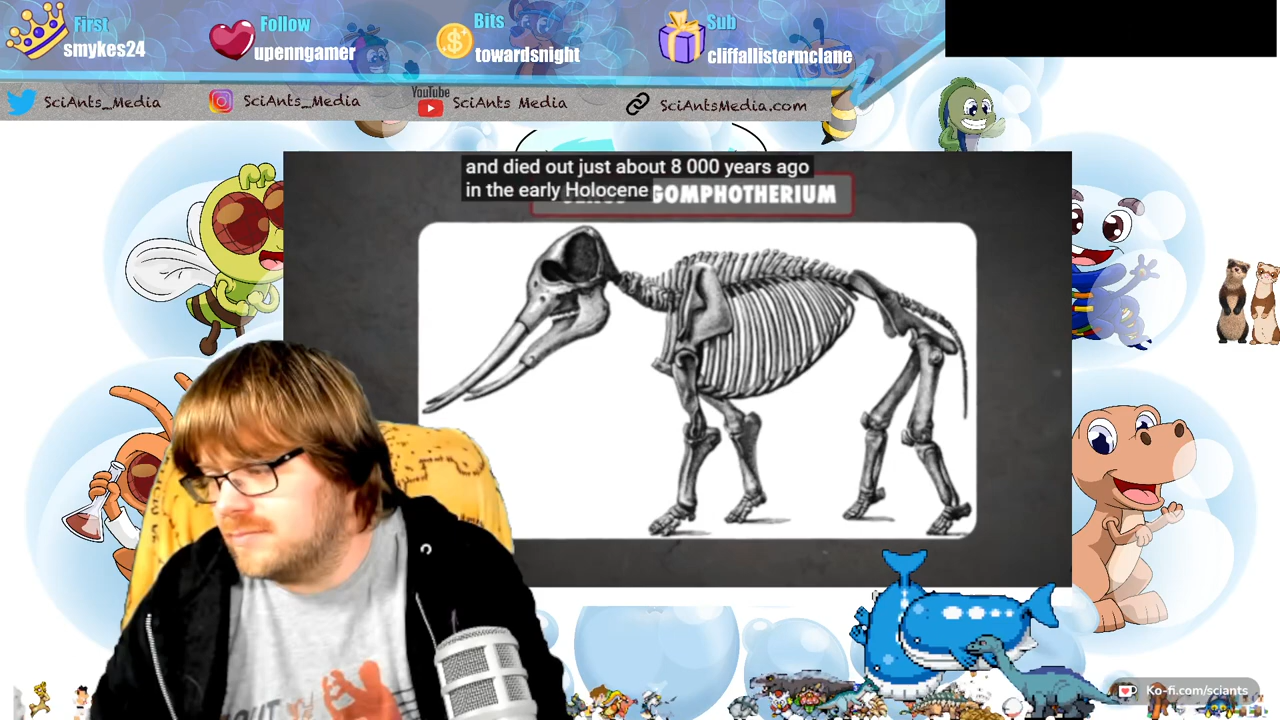 First
smykes24
Follow
upenngamer
Bits
towardsnight
Sub
cliffallistermclane
SciAnts_Media
SciAnts_Media
YouTube
SciAnts Media
SciAntsMedia.com
and died out just about 8 000 years ago
in the early Holocene
GOMPHOTHERIUM
Ko-fi.com/sciants